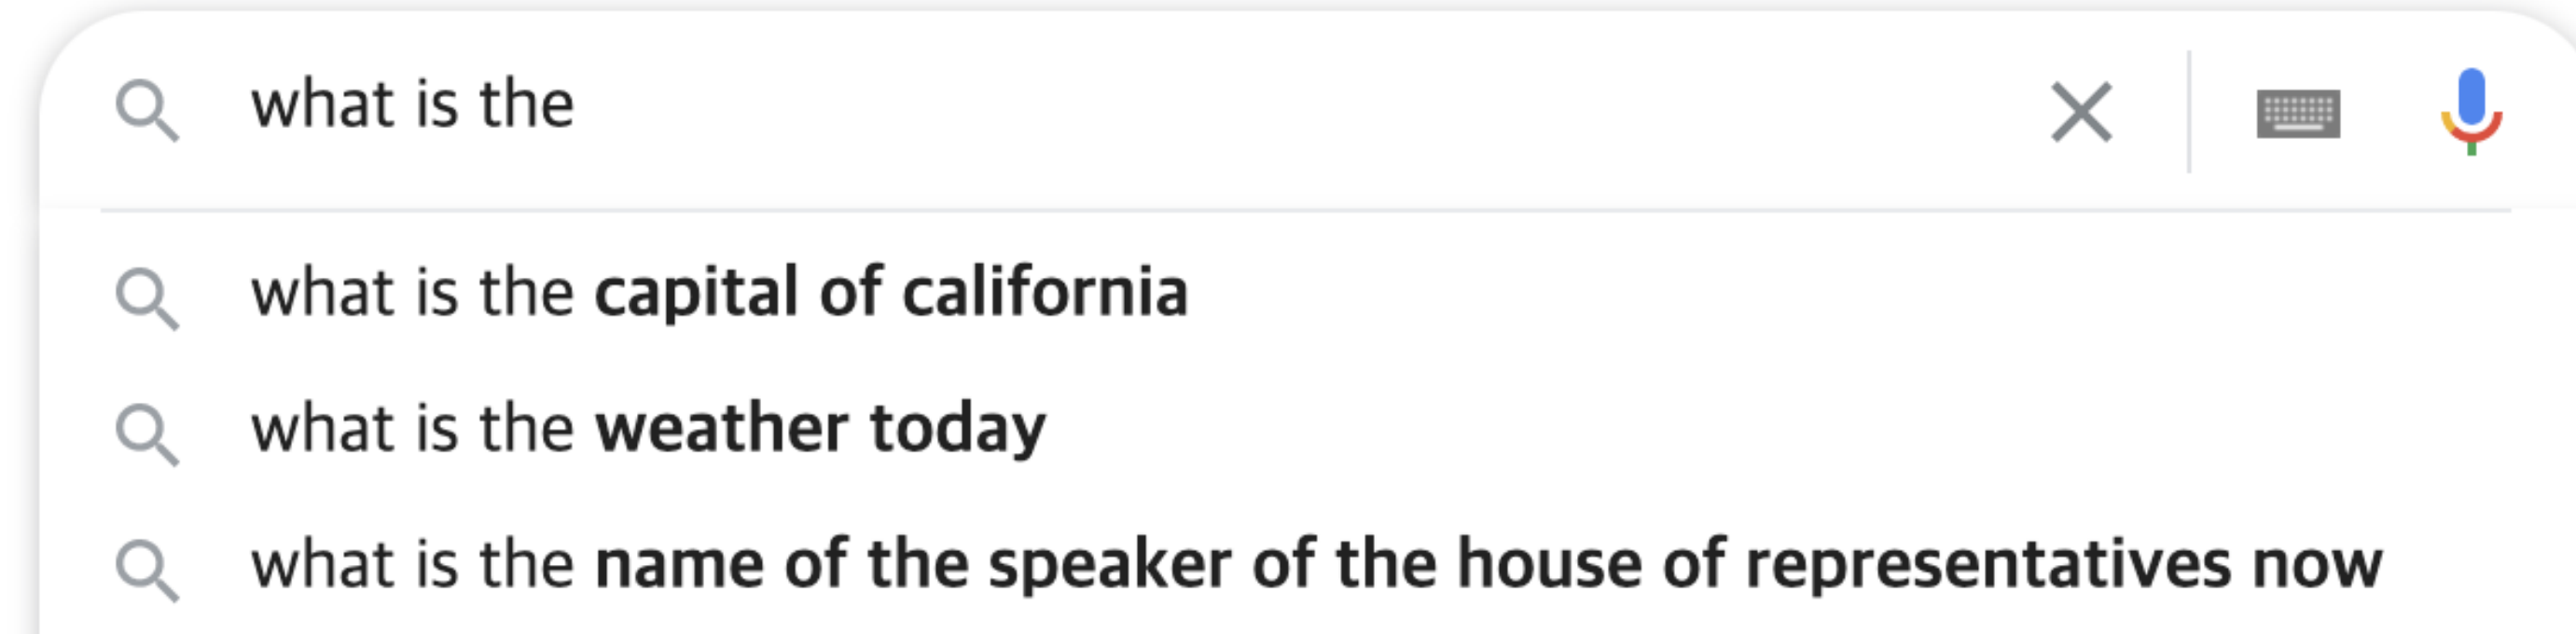 what is the
what is the capital of california
what is the weather today
what is the name of the speaker of the house of representatives now